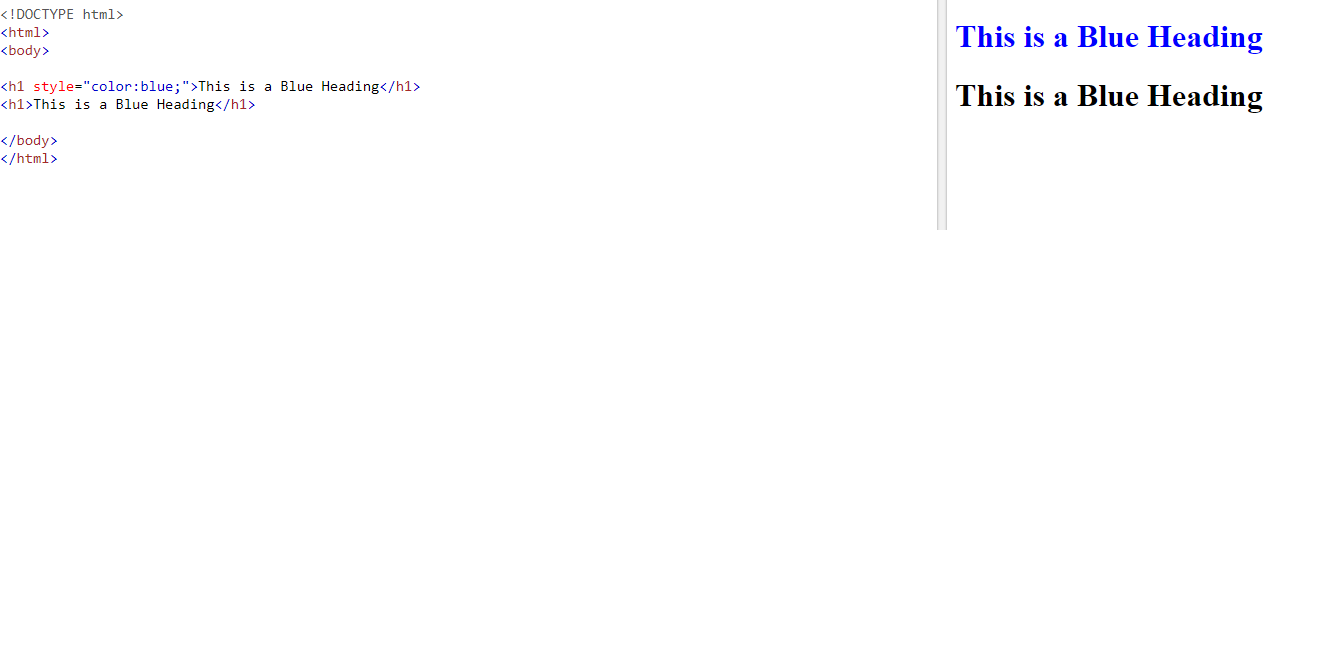 <!DOCTYPE html>
<html>
<body>
<h1 style="color:blue;">This is a Blue Heading</h1>
<h1>This is a Blue Heading</h1>
</body>
</html>
This is a Blue Heading
This is a Blue Heading